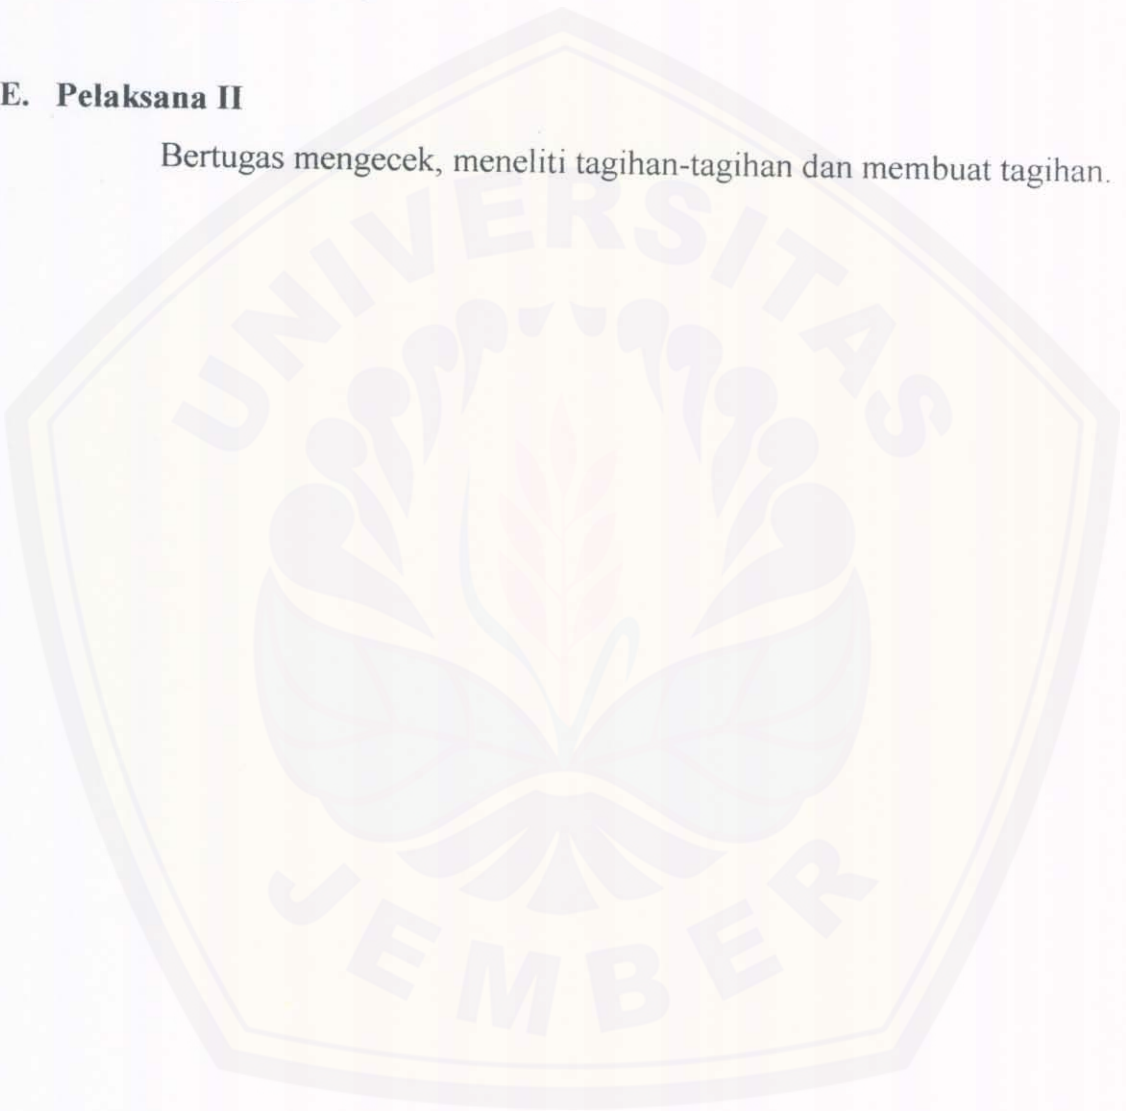 E. Pelaksana II
Bertugas mengecek, meneliti tagihan-tagihan dan membuat tagihan.
UNIVERSITAS
JEMBER